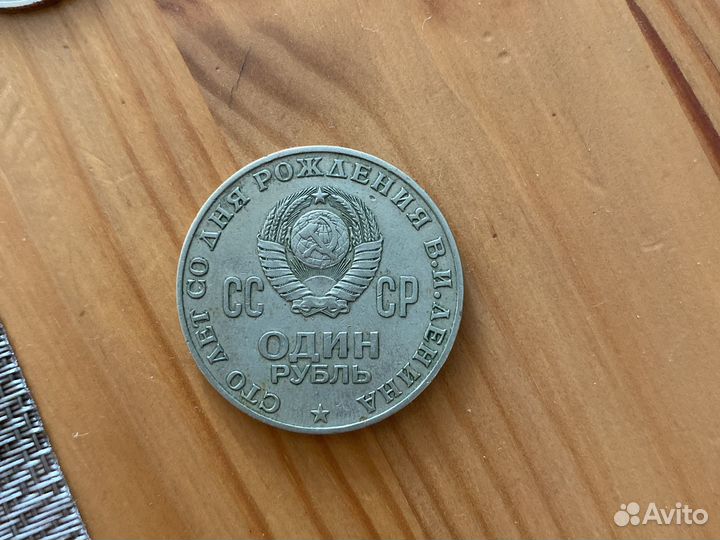 СТО ЛЕТ СО ДНЯ РОЖДЕНИЯ В.И.ЛЕНИНА
СС СР
ОДИН
РУБЛЬ
Avito